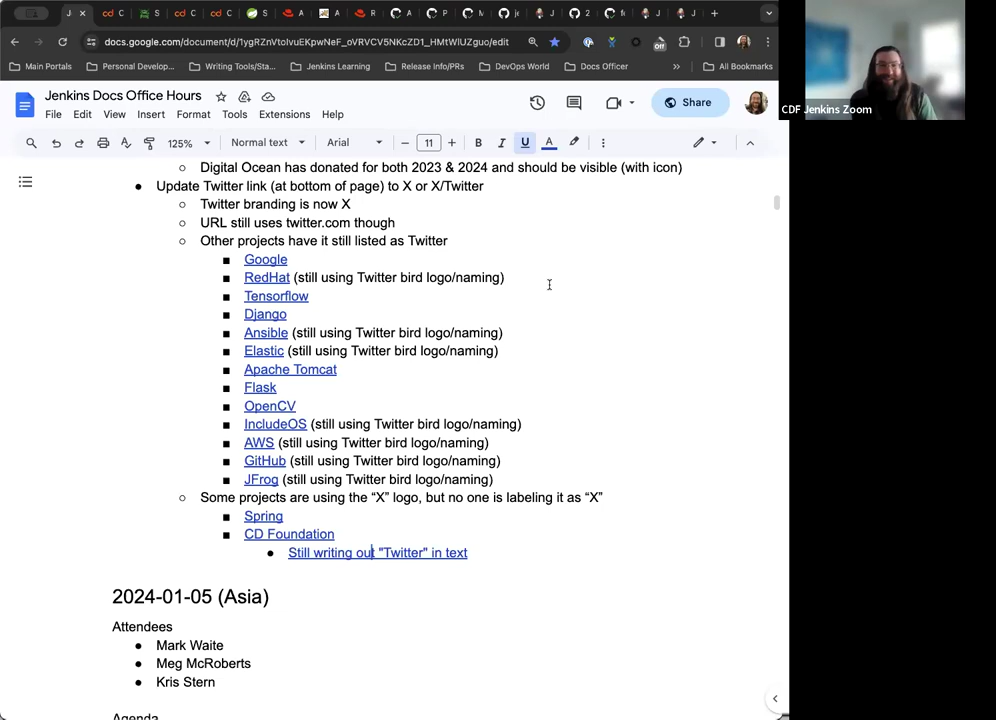 J
C
S
C
C
S
A
A
R
A
P
M
je
J
2
fe
J
J
docs.google.com/document/d/1ygRZnVtoIvuEKpwNeF_oVRVCV5NKcZD1_HMtWlUZguo/edit
Off
Main Portals
Personal Develop...
Writing Tools/Sta...
Jenkins Learning
Release Info/PRs
DevOps World
Docs Officer
All Bookmarks
Jenkins Docs Office Hours
File Edit View Insert Format Tools Extensions Help
Share
125% Normal text Arial 11 B I U A
Digital Ocean has donated for both 2023 & 2024 and should be visible (with icon)
Update Twitter link (at bottom of page) to X or X/Twitter
Twitter branding is now X
URL still uses twitter.com though
Other projects have it still listed as Twitter
Google
RedHat (still using Twitter bird logo/naming)
Tensorflow
Django
Ansible (still using Twitter bird logo/naming)
Elastic (still using Twitter bird logo/naming)
Apache Tomcat
Flask
OpenCV
IncludeOS (still using Twitter bird logo/naming)
AWS (still using Twitter bird logo/naming)
GitHub (still using Twitter bird logo/naming)
JFrog (still using Twitter bird logo/naming)
Some projects are using the “X” logo, but no one is labeling it as “X”
Spring
CD Foundation
Still writing out "Twitter" in text
2024-01-05 (Asia)
Attendees
Mark Waite
Meg McRoberts
Kris Stern
Agenda
CDF Jenkins Zoom